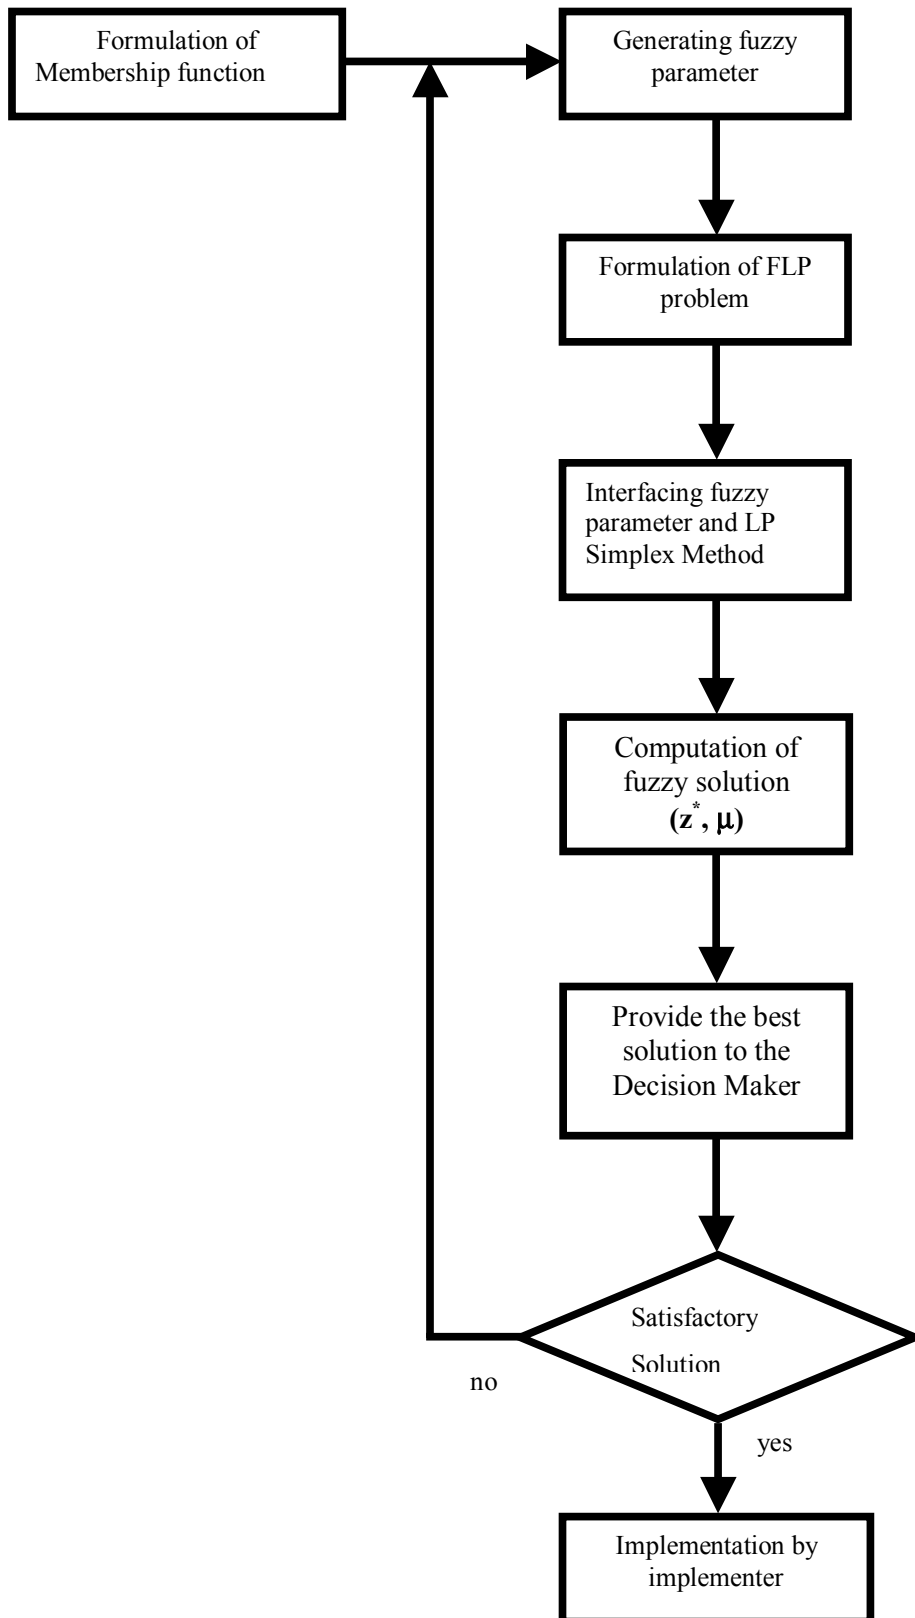 Formulation of
Membership function
Generating fuzzy
parameter
Formulation of FLP
problem
Interfacing fuzzy
parameter and LP
Simplex Method
Computation of
fuzzy solution
(z*, μ)
Provide the best
solution to the
Decision Maker
Satisfactory
Solution
no
yes
Implementation by
implementer